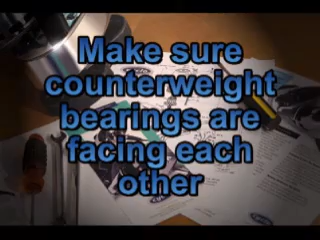 Make sure
counterweight
bearings are
facing each
other